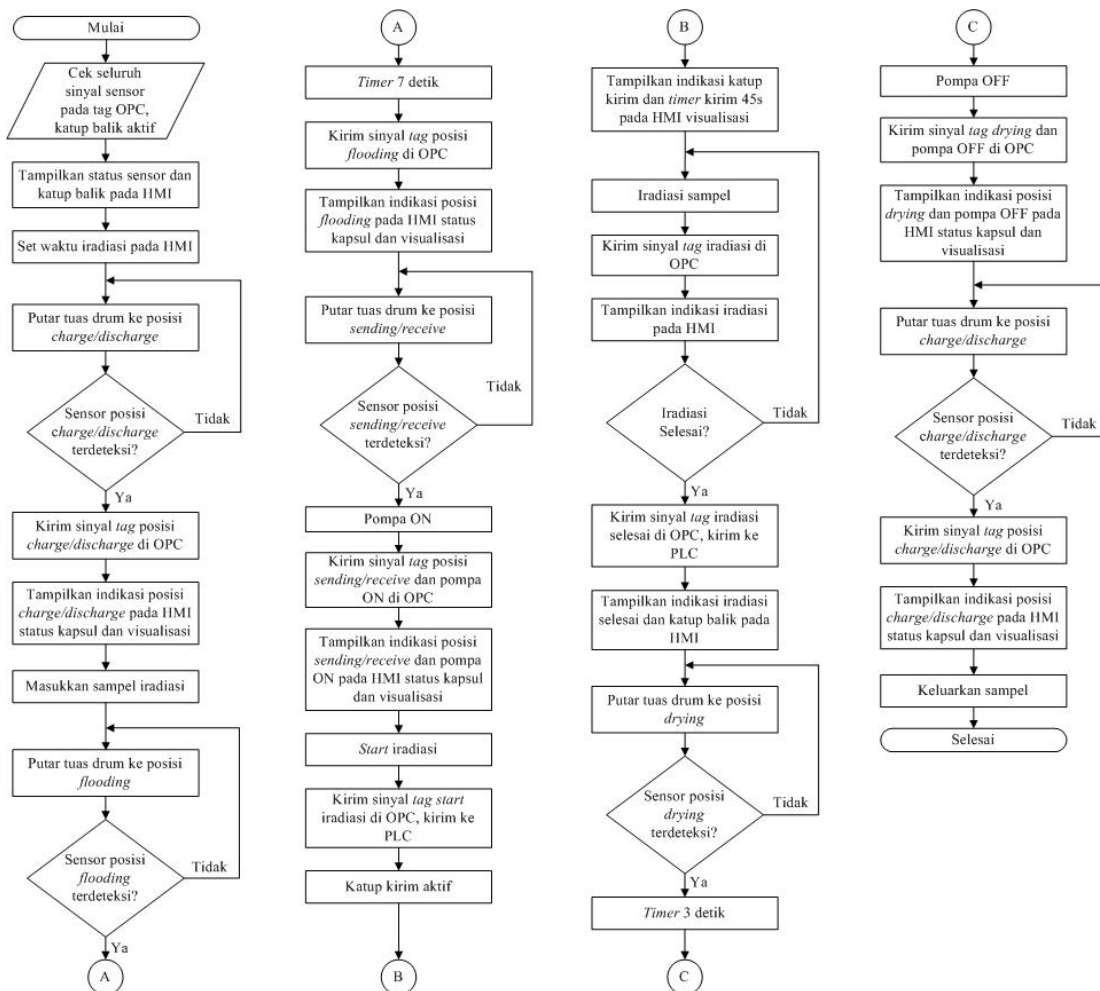 Mulai
Cek seluruh
sinyal sensor
pada tag OPC,
katup balik aktif
Tampilkan status sensor dan
katup balik pada HMI
Set waktu iradiasi pada HMI
Putar tuas drum ke posisi
charge/discharge
Sensor posisi
charge/discharge
terdeteksi?
Tidak
Ya
Kirim sinyal tag posisi
charge/discharge di OPC
Tampilkan indikasi posisi
charge/discharge pada HMI
status kapsul dan visualisasi
Masukkan sampel iradiasi
Putar tuas drum ke posisi
flooding
Sensor posisi
flooding
terdeteksi?
Tidak
Ya
A
A
Timer 7 detik
Kirim sinyal tag posisi
flooding di OPC
Tampilkan indikasi posisi
flooding pada HMI status
kapsul dan visualisasi
Putar tuas drum ke posisi
sending/receive
Sensor posisi
sending/receive
terdeteksi?
Tidak
Ya
Pompa ON
Kirim sinyal tag posisi
sending/receive dan pompa
ON di OPC
Tampilkan indikasi posisi
sending/receive dan pompa
ON pada HMI status kapsul
dan visualisasi
Start iradiasi
Kirim sinyal tag start
iradiasi di OPC, kirim ke
PLC
Katup kirim aktif
B
B
Tampilkan indikasi katup
kirim dan timer kirim 45s
pada HMI visualisasi
Iradiasi sampel
Kirim sinyal tag iradiasi di
OPC
Tampilkan indikasi iradiasi
pada HMI
Iradiasi
Selesai?
Tidak
Ya
Kirim sinyal tag iradiasi
selesai di OPC, kirim ke
PLC
Tampilkan indikasi iradiasi
selesai dan katup balik pada
HMI
Putar tuas drum ke posisi
drying
Sensor posisi
drying
terdeteksi?
Tidak
Ya
Timer 3 detik
C
C
Pompa OFF
Kirim sinyal tag drying dan
pompa OFF di OPC
Tampilkan indikasi posisi
drying dan pompa OFF pada
HMI status kapsul dan
visualisasi
Putar tuas drum ke posisi
charge/discharge
Sensor posisi
charge/discharge
terdeteksi?
Tidak
Ya
Kirim sinyal tag posisi
charge/discharge di OPC
Tampilkan indikasi posisi
charge/discharge pada HMI
status kapsul dan visualisasi
Keluarkan sampel
Selesai